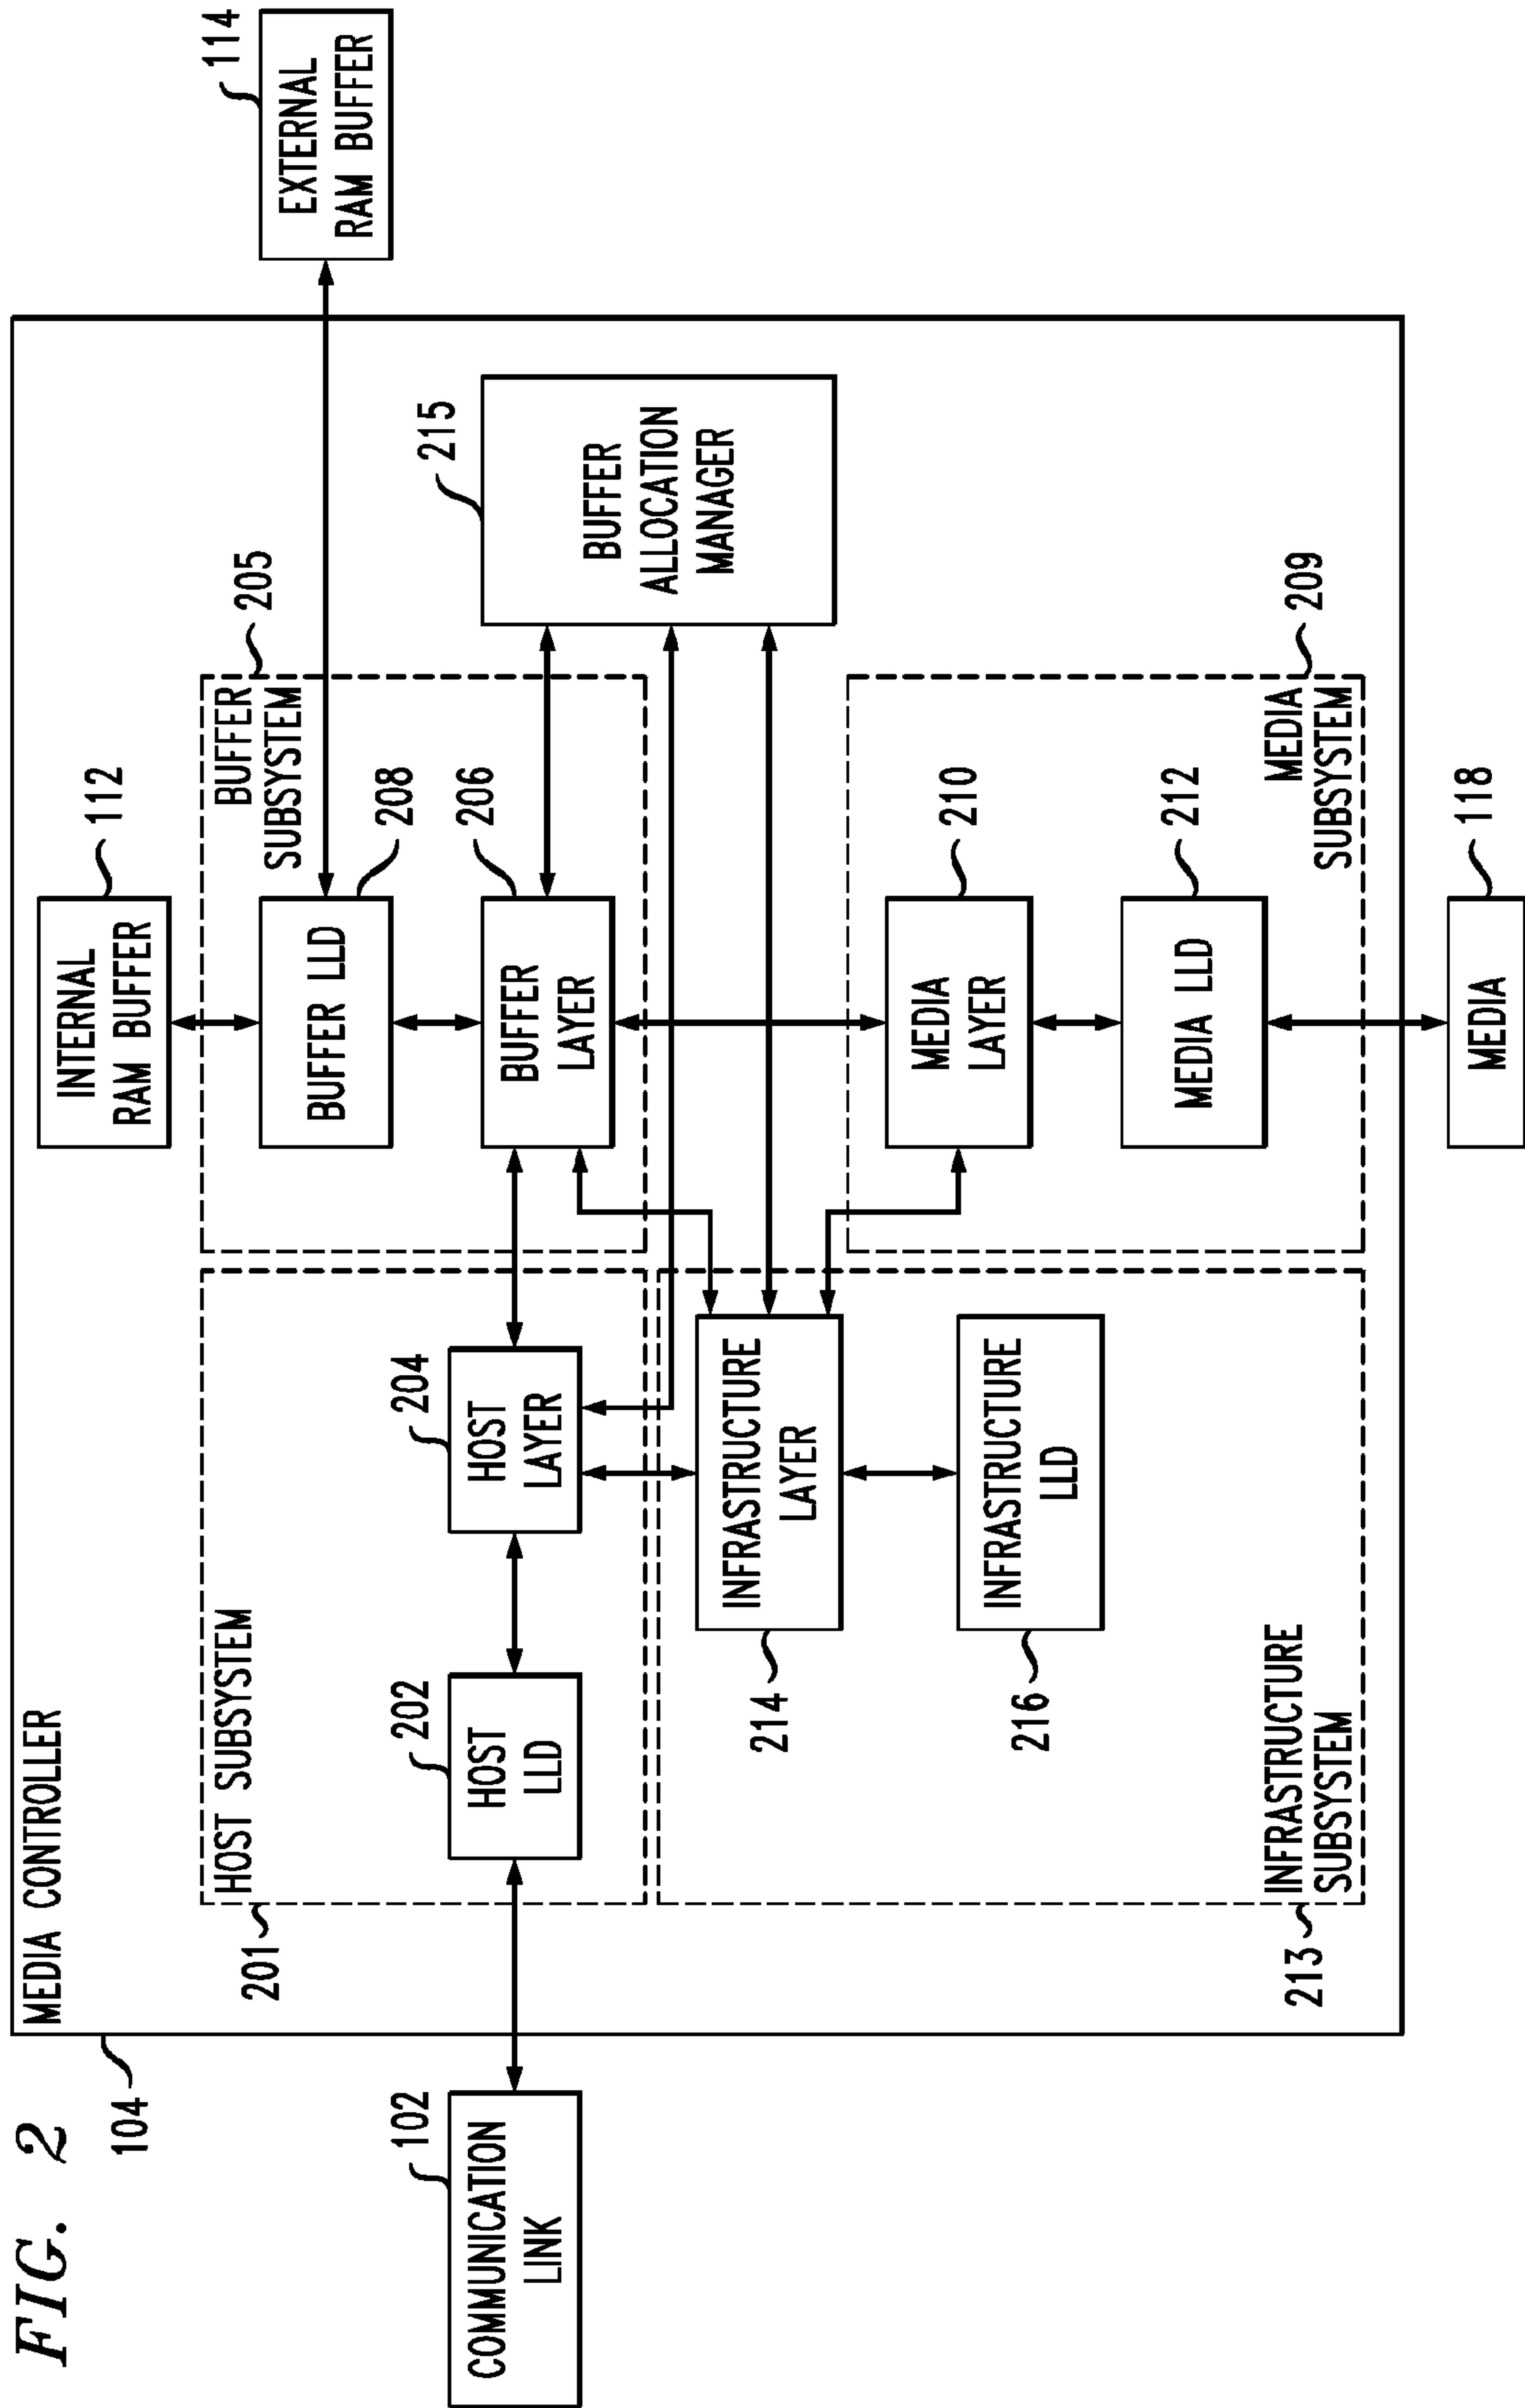 FIG. 2
MEDIA CONTROLLER
104
COMMUNICATION
LINK
102
HOST SUBSYSTEM
201
HOST
LLD
202
HOST
LAYER
204
INTERNAL
RAM BUFFER
112
BUFFER
SUBSYSTEM
205
BUFFER LLD
208
BUFFER
LAYER
206
EXTERNAL
RAM BUFFER
114
BUFFER
ALLOCATION
MANAGER
215
INFRASTRUCTURE
LAYER
214
INFRASTRUCTURE
LLD
216
INFRASTRUCTURE
SUBSYSTEM
213
MEDIA
LAYER
210
MEDIA LLD
212
MEDIA
SUBSYSTEM
209
MEDIA
118